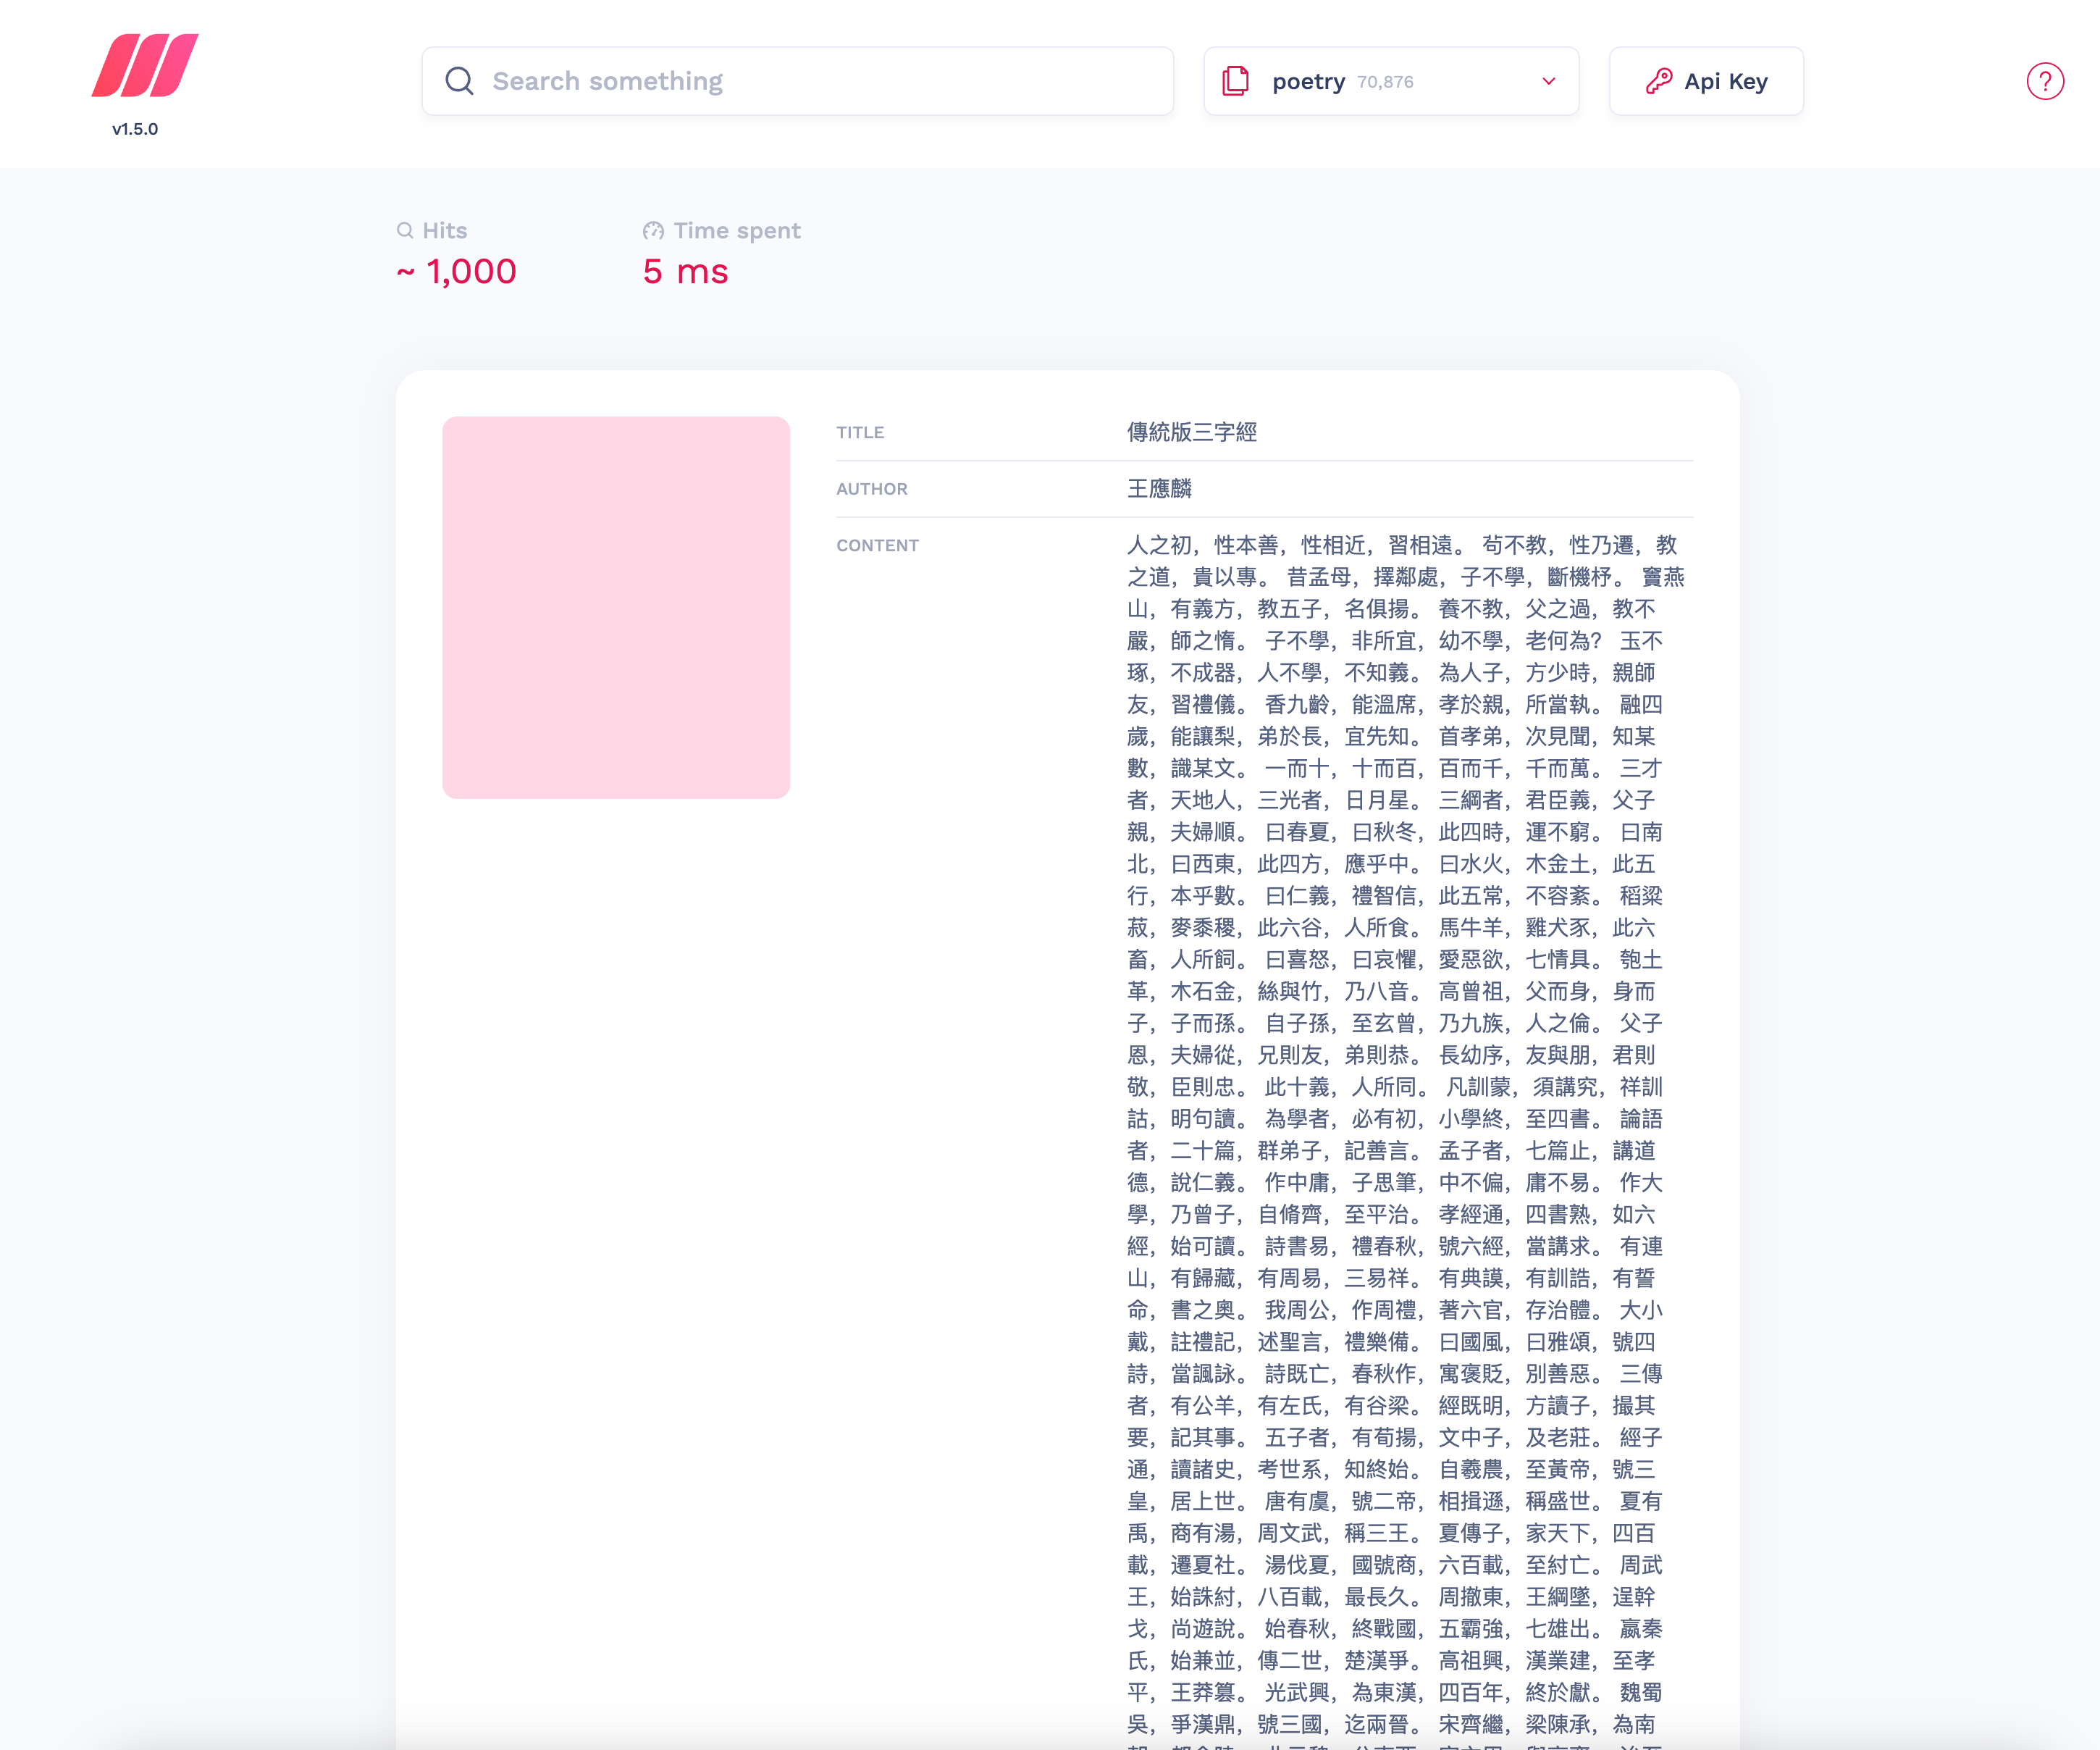 v1.5.0
Search something
poetry 70,876
Api Key
Hits
~ 1,000
Time spent
5 ms
TITLE
傳統版三字經
AUTHOR
王應麟
CONTENT
人之初，性本善，性相近，習相遠。 茍不教，性乃遷，教
之道，貴以專。 昔孟母，擇鄰處，子不學，斷機杼。 竇燕
山，有義方，教五子，名俱揚。 養不教，父之過，教不
嚴，師之惰。 子不學，非所宜，幼不學，老何為？ 玉不
琢，不成器，人不學，不知義。 為人子，方少時，親師
友，習禮儀。 香九齡，能溫席，孝於親，所當執。 融四
歲，能讓梨，弟於長，宜先知。 首孝弟，次見聞，知某
數，識某文。 一而十，十而百，百而千，千而萬。 三才
者，天地人，三光者，日月星。 三綱者，君臣義，父子
親，夫婦順。 曰春夏，曰秋冬，此四時，運不窮。 曰南
北，曰西東，此四方，應乎中。 曰水火，木金土，此五
行，本乎數。 曰仁義，禮智信，此五常，不容紊。 稻粱
菽，麥黍稷，此六谷，人所食。 馬牛羊，雞犬豕，此六
畜，人所飼。 曰喜怒，曰哀懼，愛惡欲，七情具。 匏土
革，木石金，絲與竹，乃八音。 高曾祖，父而身，身而
子，子而孫。 自子孫，至玄曾，乃九族，人之倫。 父子
恩，夫婦從，兄則友，弟則恭。 長幼序，友與朋，君則
敬，臣則忠。 此十義，人所同。 凡訓蒙，須講究，祥訓
詁，明句讀。 為學者，必有初，小學終，至四書。 論語
者，二十篇，群弟子，記善言。 孟子者，七篇止，講道
德，說仁義。 作中庸，子思筆，中不偏，庸不易。 作大
學，乃曾子，自脩齊，至平治。 孝經通，四書熟，如六
經，始可讀。 詩書易，禮春秋，號六經，當講求。 有連
山，有歸藏，有周易，三易祥。 有典謨，有訓誥，有誓
命，書之奧。 我周公，作周禮，著六官，存治體。 大小
戴，註禮記，述聖言，禮樂備。 曰國風，曰雅頌，號四
詩，當諷詠。 詩既亡，春秋作，寓褒貶，別善惡。 三傳
者，有公羊，有左氏，有谷梁。 經既明，方讀子，撮其
要，記其事。 五子者，有荀揚，文中子，及老莊。 經子
通，讀諸史，考世系，知終始。 自羲農，至黃帝，號三
皇，居上世。 唐有虞，號二帝，相揖遜，稱盛世。 夏有
禹，商有湯，周文武，稱三王。 夏傳子，家天下，四百
載，遷夏社。 湯伐夏，國號商，六百載，至紂亡。 周武
王，始誅紂，八百載，最長久。 周撤東，王綱墜，逞幹
戈，尚遊說。 始春秋，終戰國，五霸強，七雄出。 嬴秦
氏，始兼並，傳二世，楚漢爭。 高祖興，漢業建，至孝
平，王莽篡。 光武興，為東漢，四百年，終於獻。 魏蜀
吳，爭漢鼎，號三國，迄兩晉。 宋齊繼，梁陳承，為南